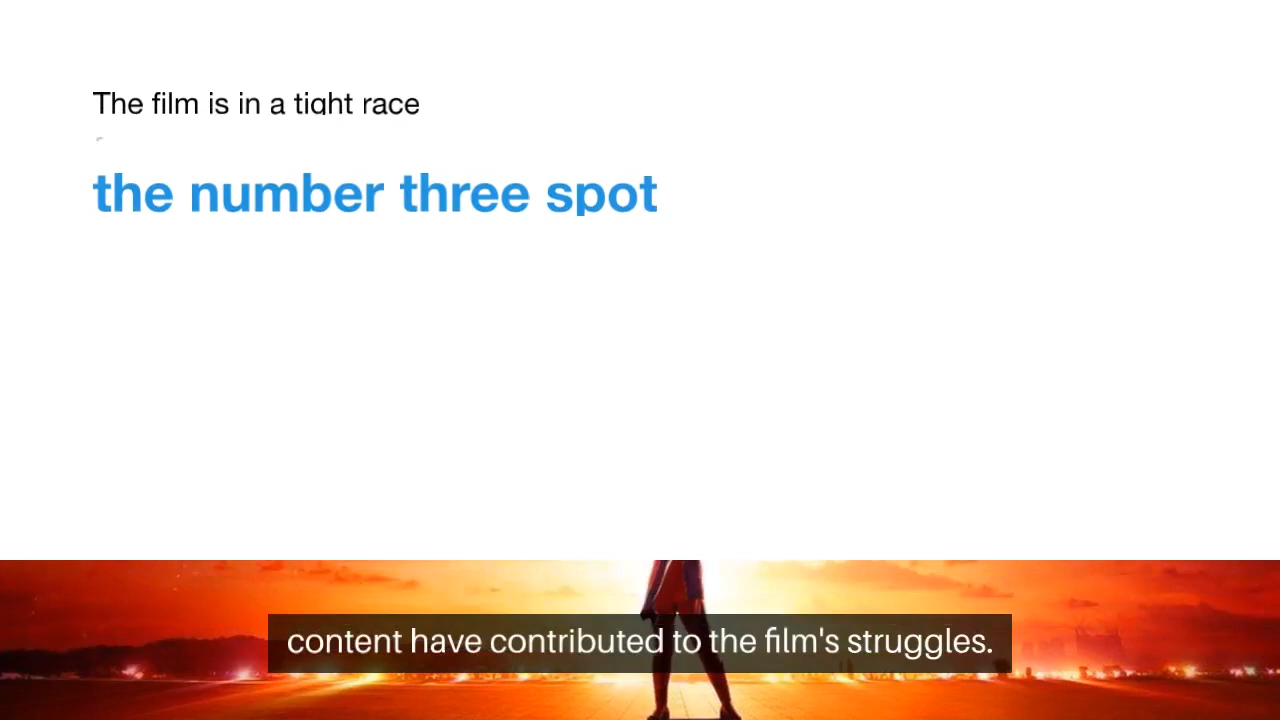 The film is in a tight race
the number three spot
content have contributed to the film's struggles.